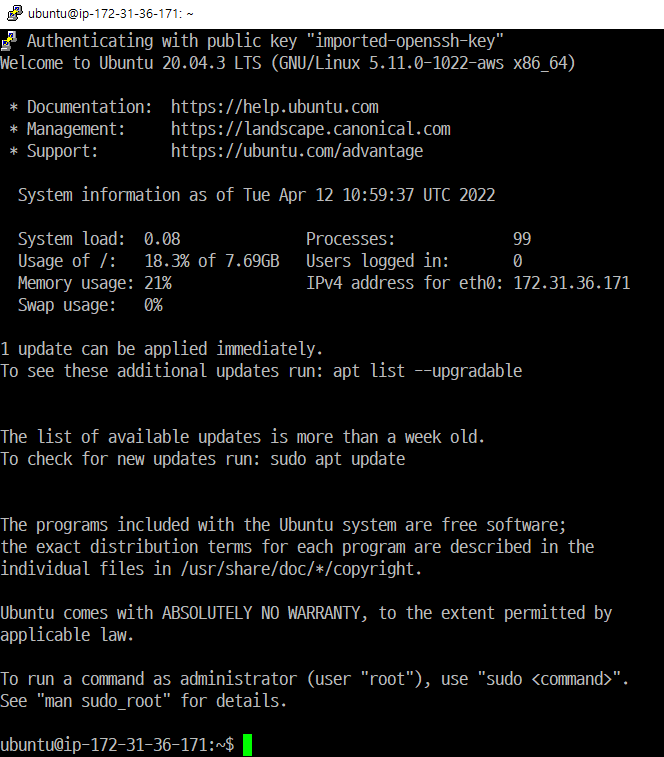 ubuntu@ip-172-31-36-171: ~
Authenticating with public key "imported-openssh-key"
Welcome to Ubuntu 20.04.3 LTS (GNU/Linux 5.11.0-1022-aws x86_64)
* Documentation:  https://help.ubuntu.com
* Management:     https://landscape.canonical.com
* Support:        https://ubuntu.com/advantage
System information as of Tue Apr 12 10:59:37 UTC 2022
System load:  0.08              Processes:             99
Usage of /:   18.3% of 7.69GB   Users logged in:       0
Memory usage: 21%               IPv4 address for eth0: 172.31.36.171
Swap usage:   0%
1 update can be applied immediately.
To see these additional updates run: apt list --upgradable
The list of available updates is more than a week old.
To check for new updates run: sudo apt update
The programs included with the Ubuntu system are free software;
the exact distribution terms for each program are described in the
individual files in /usr/share/doc/*/copyright.
Ubuntu comes with ABSOLUTELY NO WARRANTY, to the extent permitted by
applicable law.
To run a command as administrator (user "root"), use "sudo <command>".
See "man sudo_root" for details.
ubuntu@ip-172-31-36-171:~$